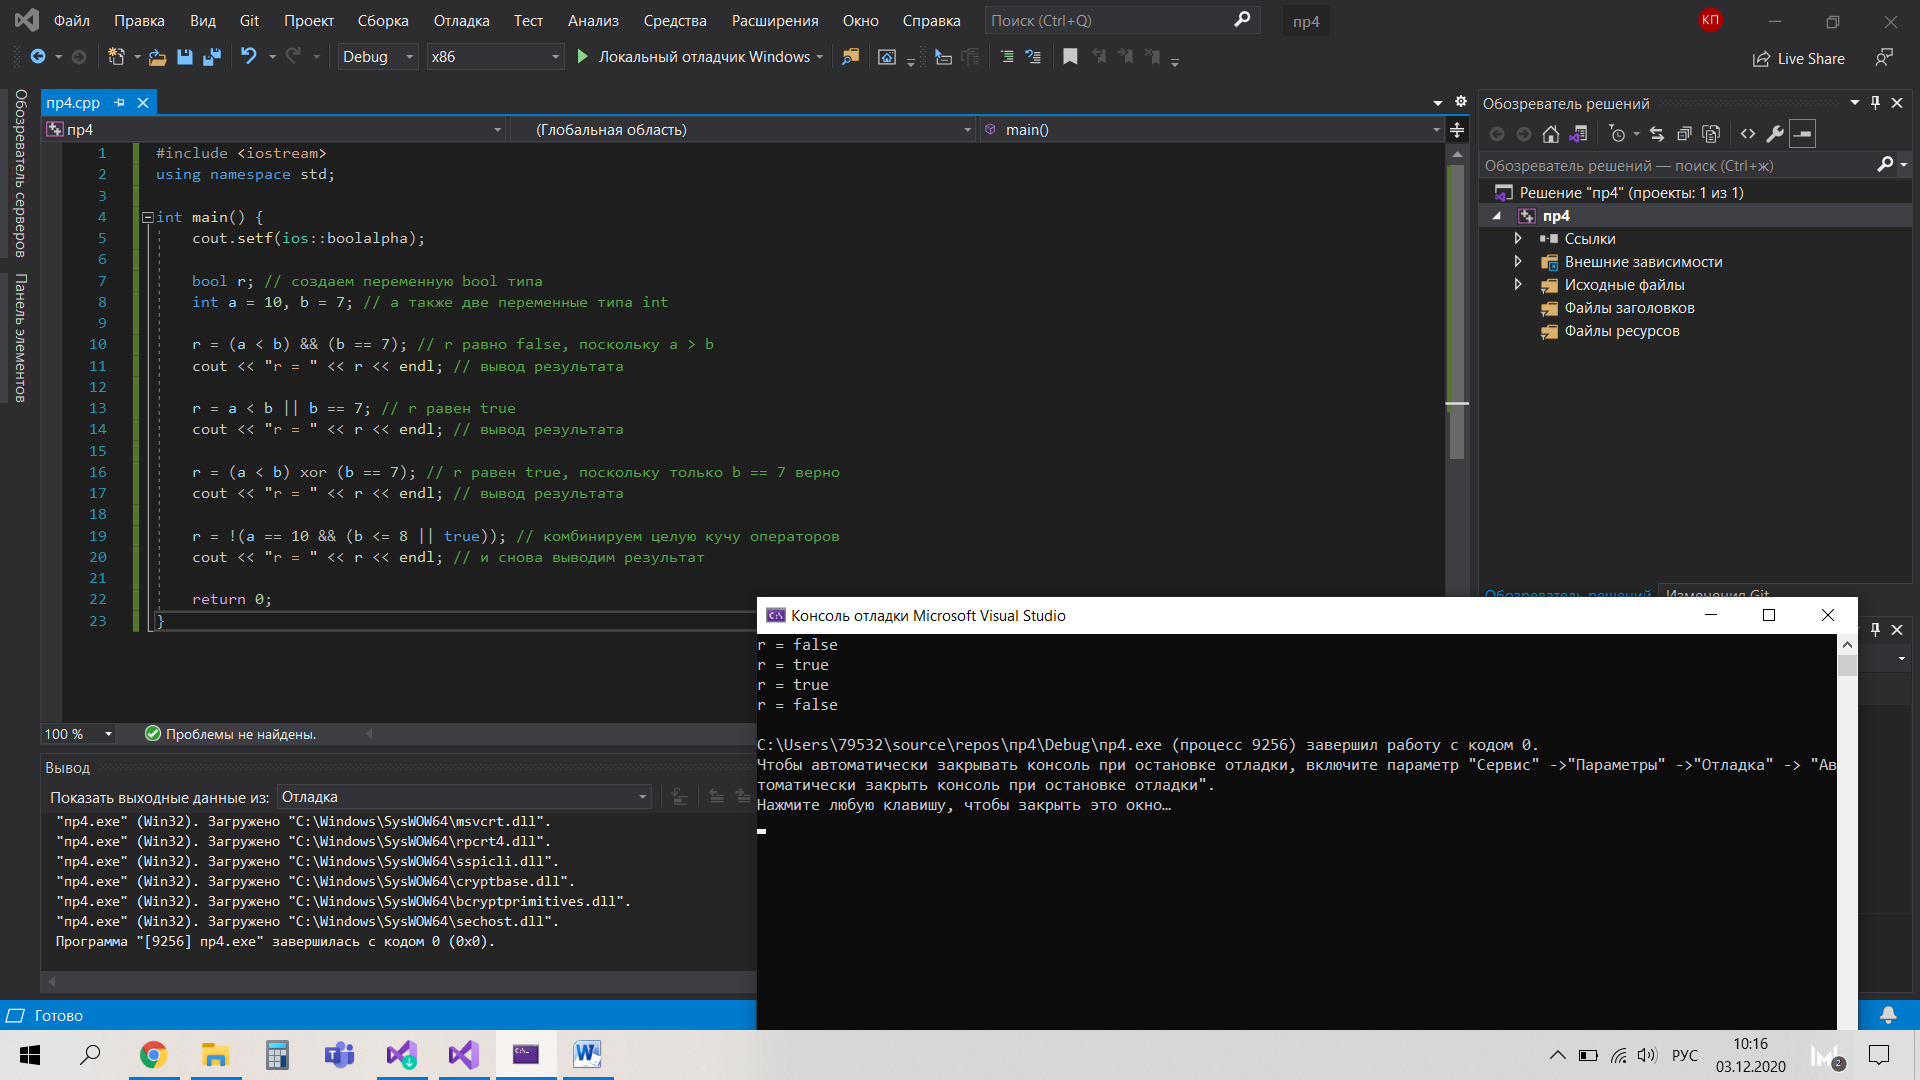 Файл Правка Вид Git Проект Сборка Отладка Тест Анализ Средства Расширения Окно Справка Поиск (Ctrl+Q) пр4 КП
Debug x86 Локальный отладчик Windows Live Share
Обозреватель серверов
Панель элементов
пр4.cpp
пр4 (Глобальная область) main()
1 #include <iostream>
2 using namespace std;
3
4 int main() {
5 cout.setf(ios::boolalpha);
6
7 bool r; // создаем переменную bool типа
8 int a = 10, b = 7; // а также две переменные типа int
9
10 r = (a < b) && (b == 7); // r равно false, поскольку a > b
11 cout << "r = " << r << endl; // вывод результата
12
13 r = a < b || b == 7; // r равен true
14 cout << "r = " << r << endl; // вывод результата
15
16 r = (a < b) xor (b == 7); // r равен true, поскольку только b == 7 верно
17 cout << "r = " << r << endl; // вывод результата
18
19 r = !(a == 10 && (b <= 8 || true)); // комбинируем целую кучу операторов
20 cout << "r = " << r << endl; // и снова выводим результат
21
22 return 0;
23 }
100 % Проблемы не найдены.
Вывод
Показать выходные данные из: Отладка
"пр4.exe" (Win32). Загружено "C:\Windows\SysWOW64\msvcrt.dll".
"пр4.exe" (Win32). Загружено "C:\Windows\SysWOW64\rpcrt4.dll".
"пр4.exe" (Win32). Загружено "C:\Windows\SysWOW64\sspicli.dll".
"пр4.exe" (Win32). Загружено "C:\Windows\SysWOW64\cryptbase.dll".
"пр4.exe" (Win32). Загружено "C:\Windows\SysWOW64\bcryptprimitives.dll".
"пр4.exe" (Win32). Загружено "C:\Windows\SysWOW64\sechost.dll".
Программа "[9256] пр4.exe" завершилась с кодом 0 (0x0).
Обозреватель решений
Обозреватель решений — поиск (Ctrl+ж)
Решение "пр4" (проекты: 1 из 1)
пр4
Ссылки
Внешние зависимости
Исходные файлы
Файлы заголовков
Файлы ресурсов
Обозреватель решений Изменения Git
Консоль отладки Microsoft Visual Studio
r = false
r = true
r = true
r = false
C:\Users\79532\source\repos\пр4\Debug\пр4.exe (процесс 9256) завершил работу с кодом 0.
Чтобы автоматически закрывать консоль при остановке отладки, включите параметр "Сервис" ->"Параметры" ->"Отладка" -> "Ав
томатически закрыть консоль при остановке отладки".
Нажмите любую клавишу, чтобы закрыть это окно…
Готово
РУС 10:16
03.12.2020
2